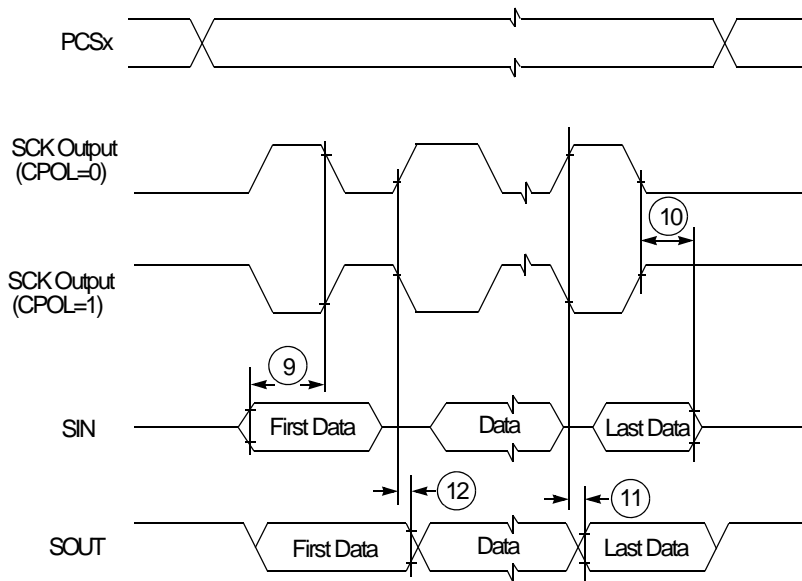 PCSx
SCK Output
(CPOL=0)
10
SCK Output
(CPOL=1)
9
SIN
First Data
Data
Last Data
12
11
SOUT
First Data
Data
Last Data